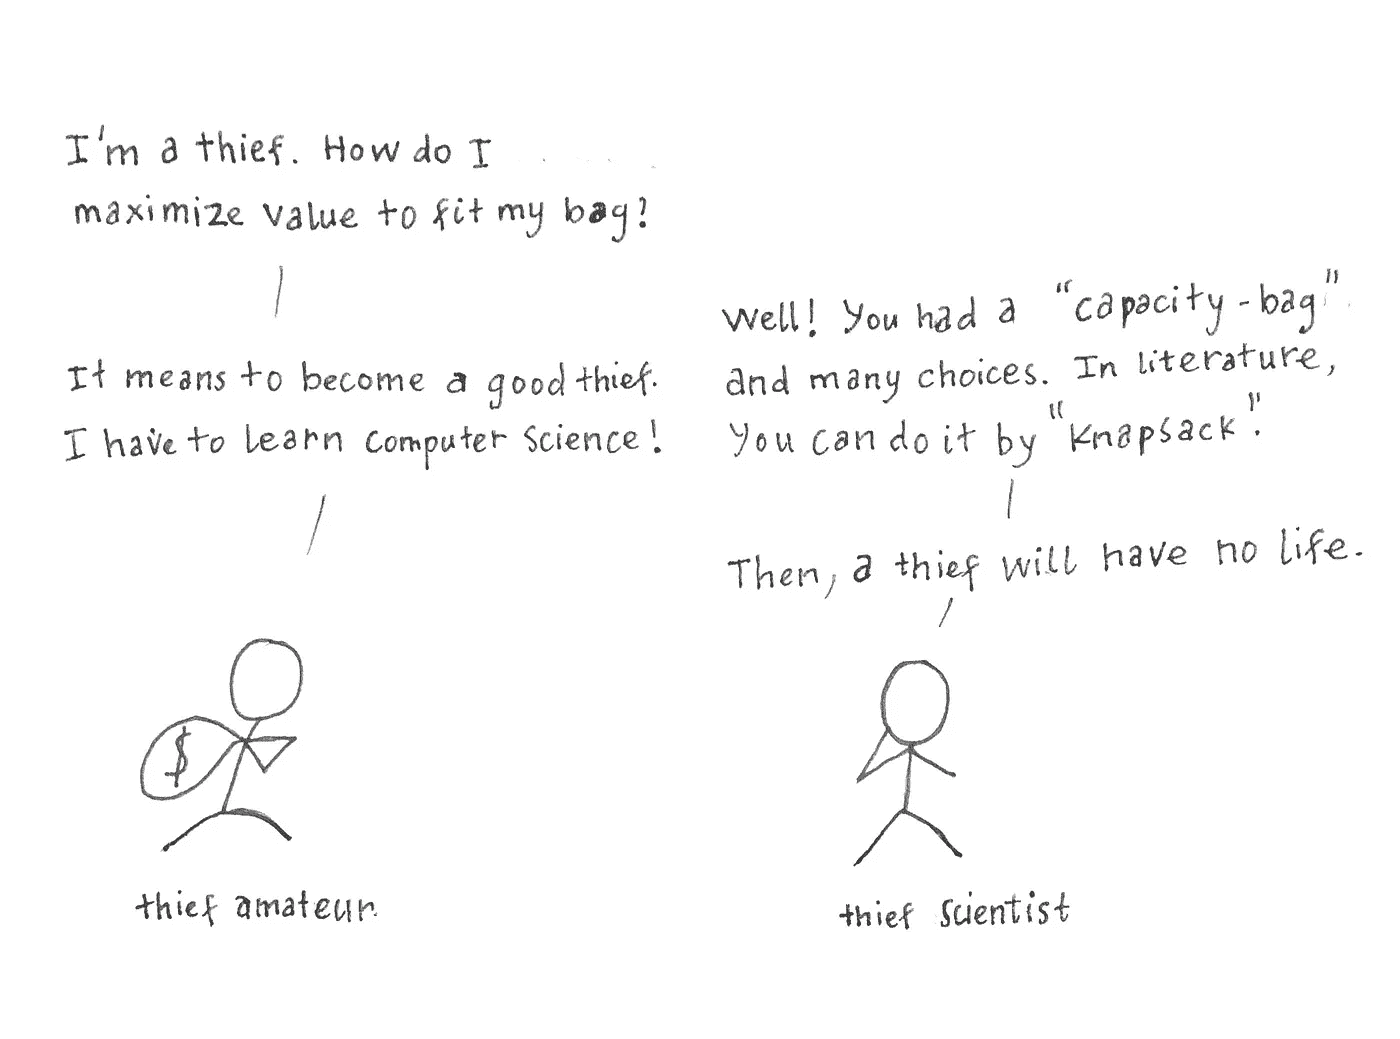 I'm a thief. How do I
maximize value to fit my bag?
It means to become a good thief.
I have to learn computer science!
Well! You had a "capacity-bag"
and many choices. In literature,
You can do it by "knapsack".
Then, a thief will have no life.
$
thief amateur
thief scientist